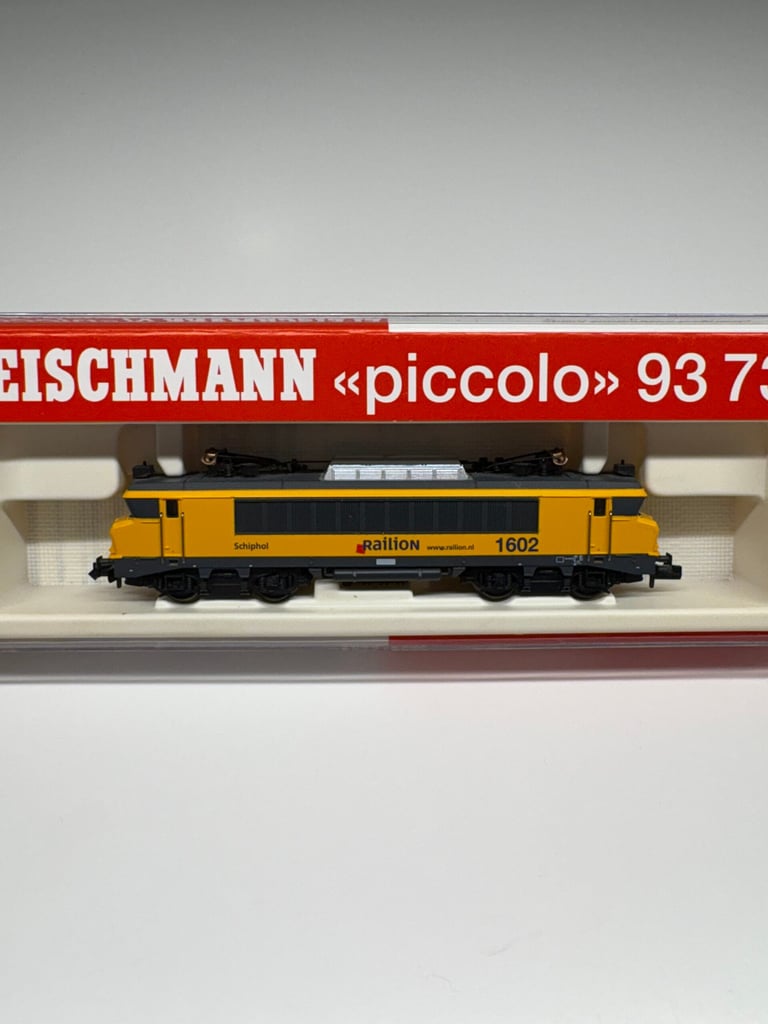 EISCHMANN «piccolo» 93 73
Schiphol RaiLiON www.railion.nl 1602